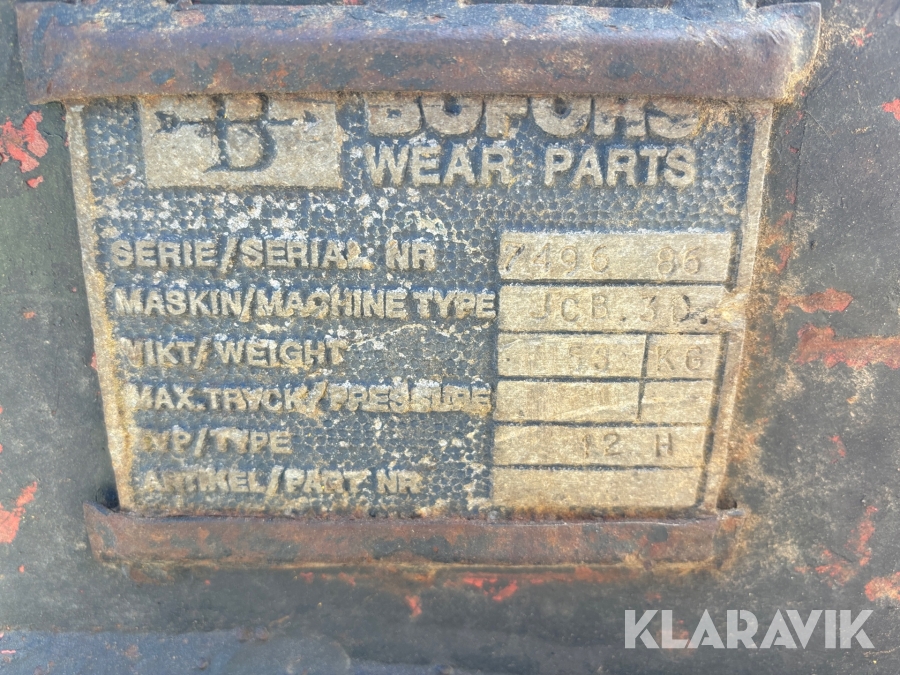 B
BOFORS
WEAR PARTS
SERIE/SERIAL NR 7496 86
MASKIN/MACHINE TYPE JCB.3D.
VIKT/WEIGHT KG
MAX.TRYCK/PRESSURE
TYP/TYPE 12 H
ARTIKEL/PART NR
KLARAVIK